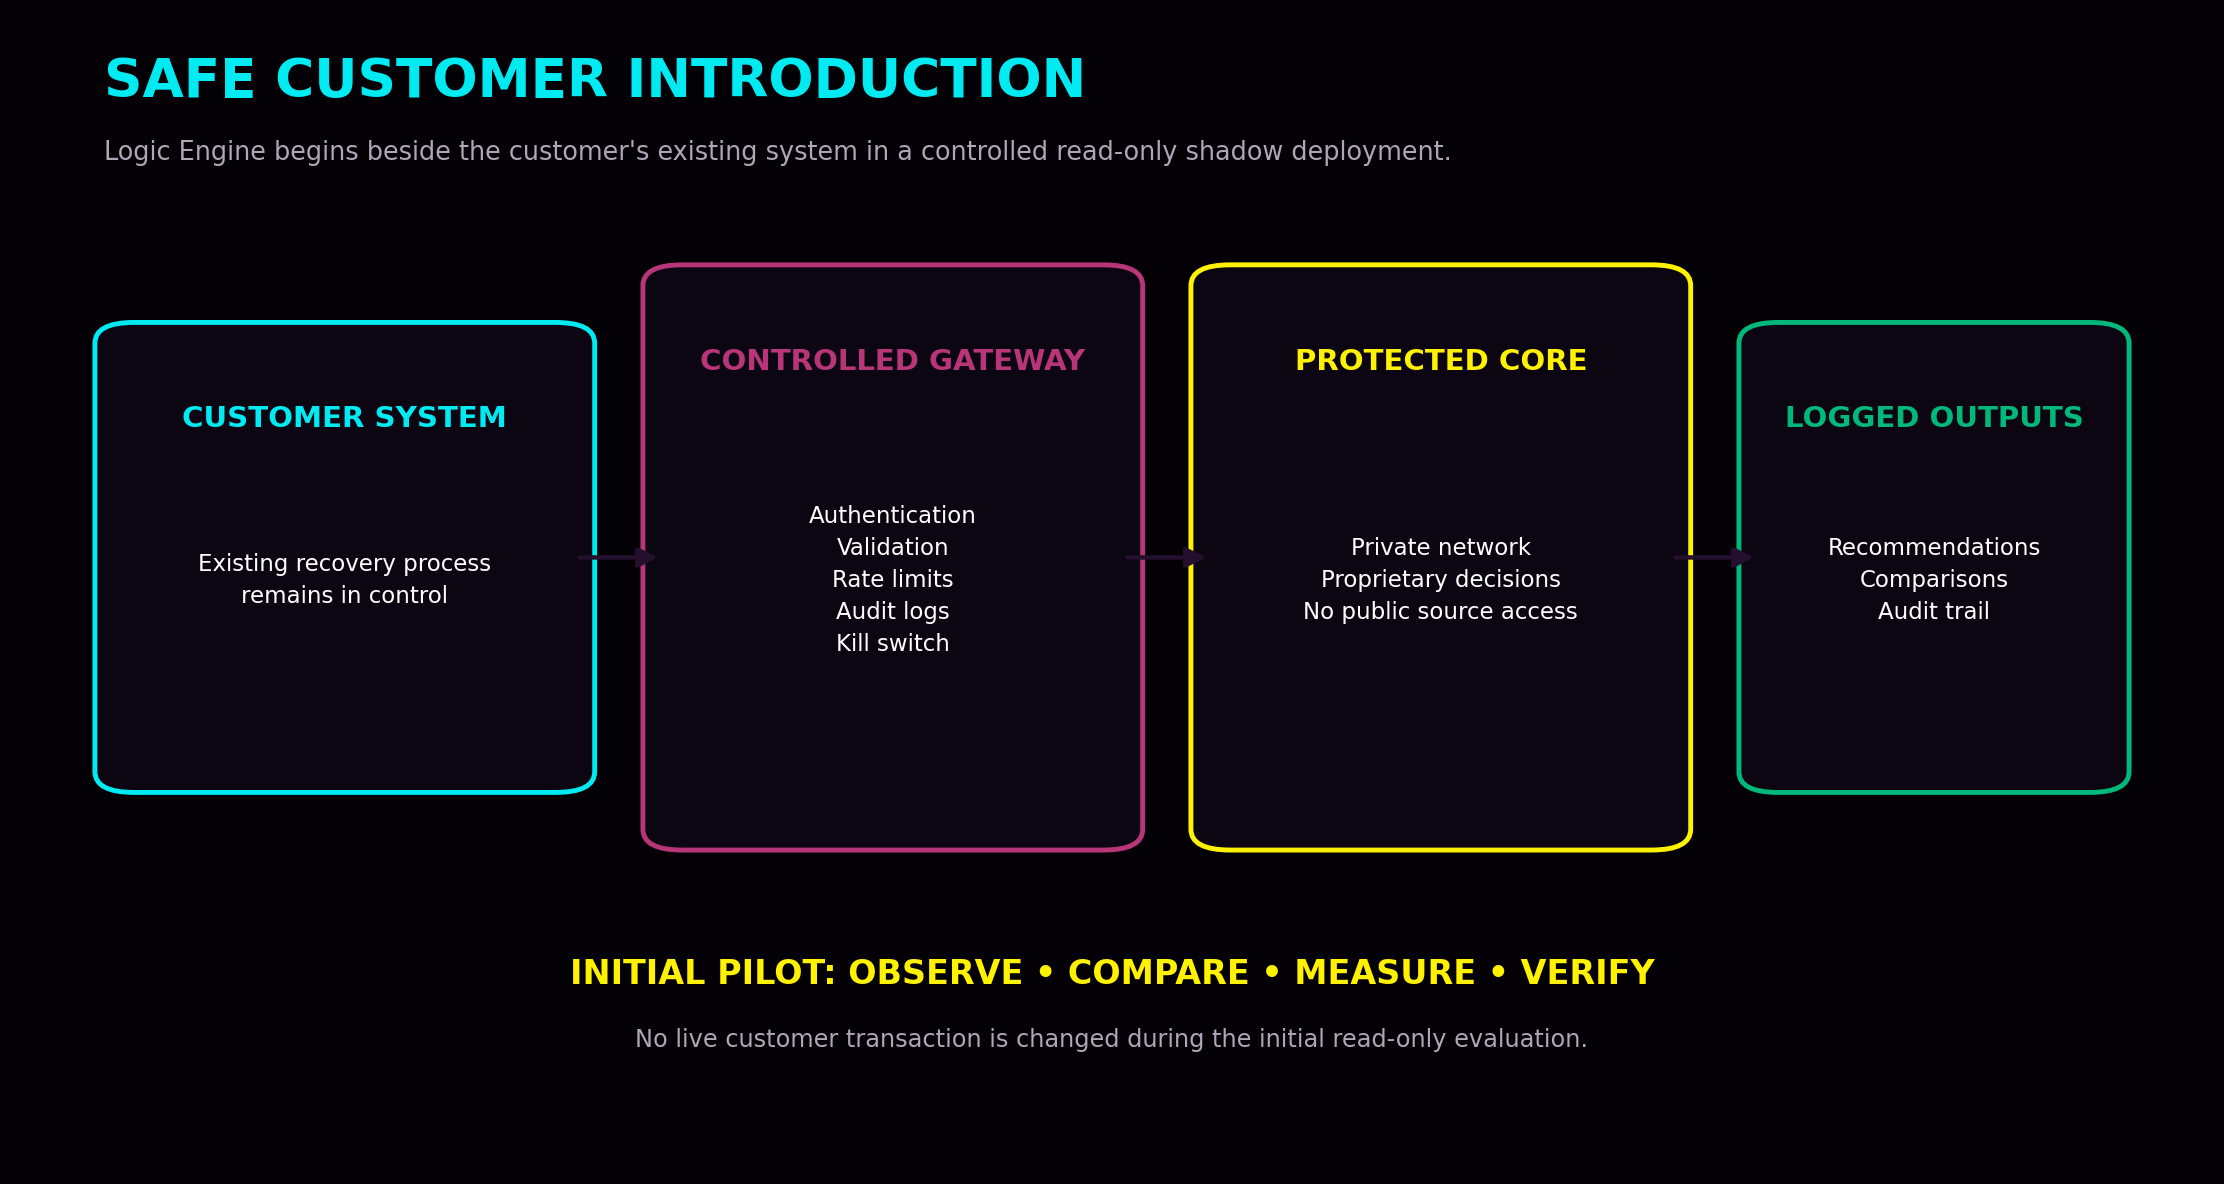 SAFE CUSTOMER INTRODUCTION
Logic Engine begins beside the customer's existing system in a controlled read-only shadow deployment.
CUSTOMER SYSTEM
Existing recovery process
remains in control
CONTROLLED GATEWAY
Authentication
Validation
Rate limits
Audit logs
Kill switch
PROTECTED CORE
Private network
Proprietary decisions
No public source access
LOGGED OUTPUTS
Recommendations
Comparisons
Audit trail
INITIAL PILOT: OBSERVE • COMPARE • MEASURE • VERIFY
No live customer transaction is changed during the initial read-only evaluation.